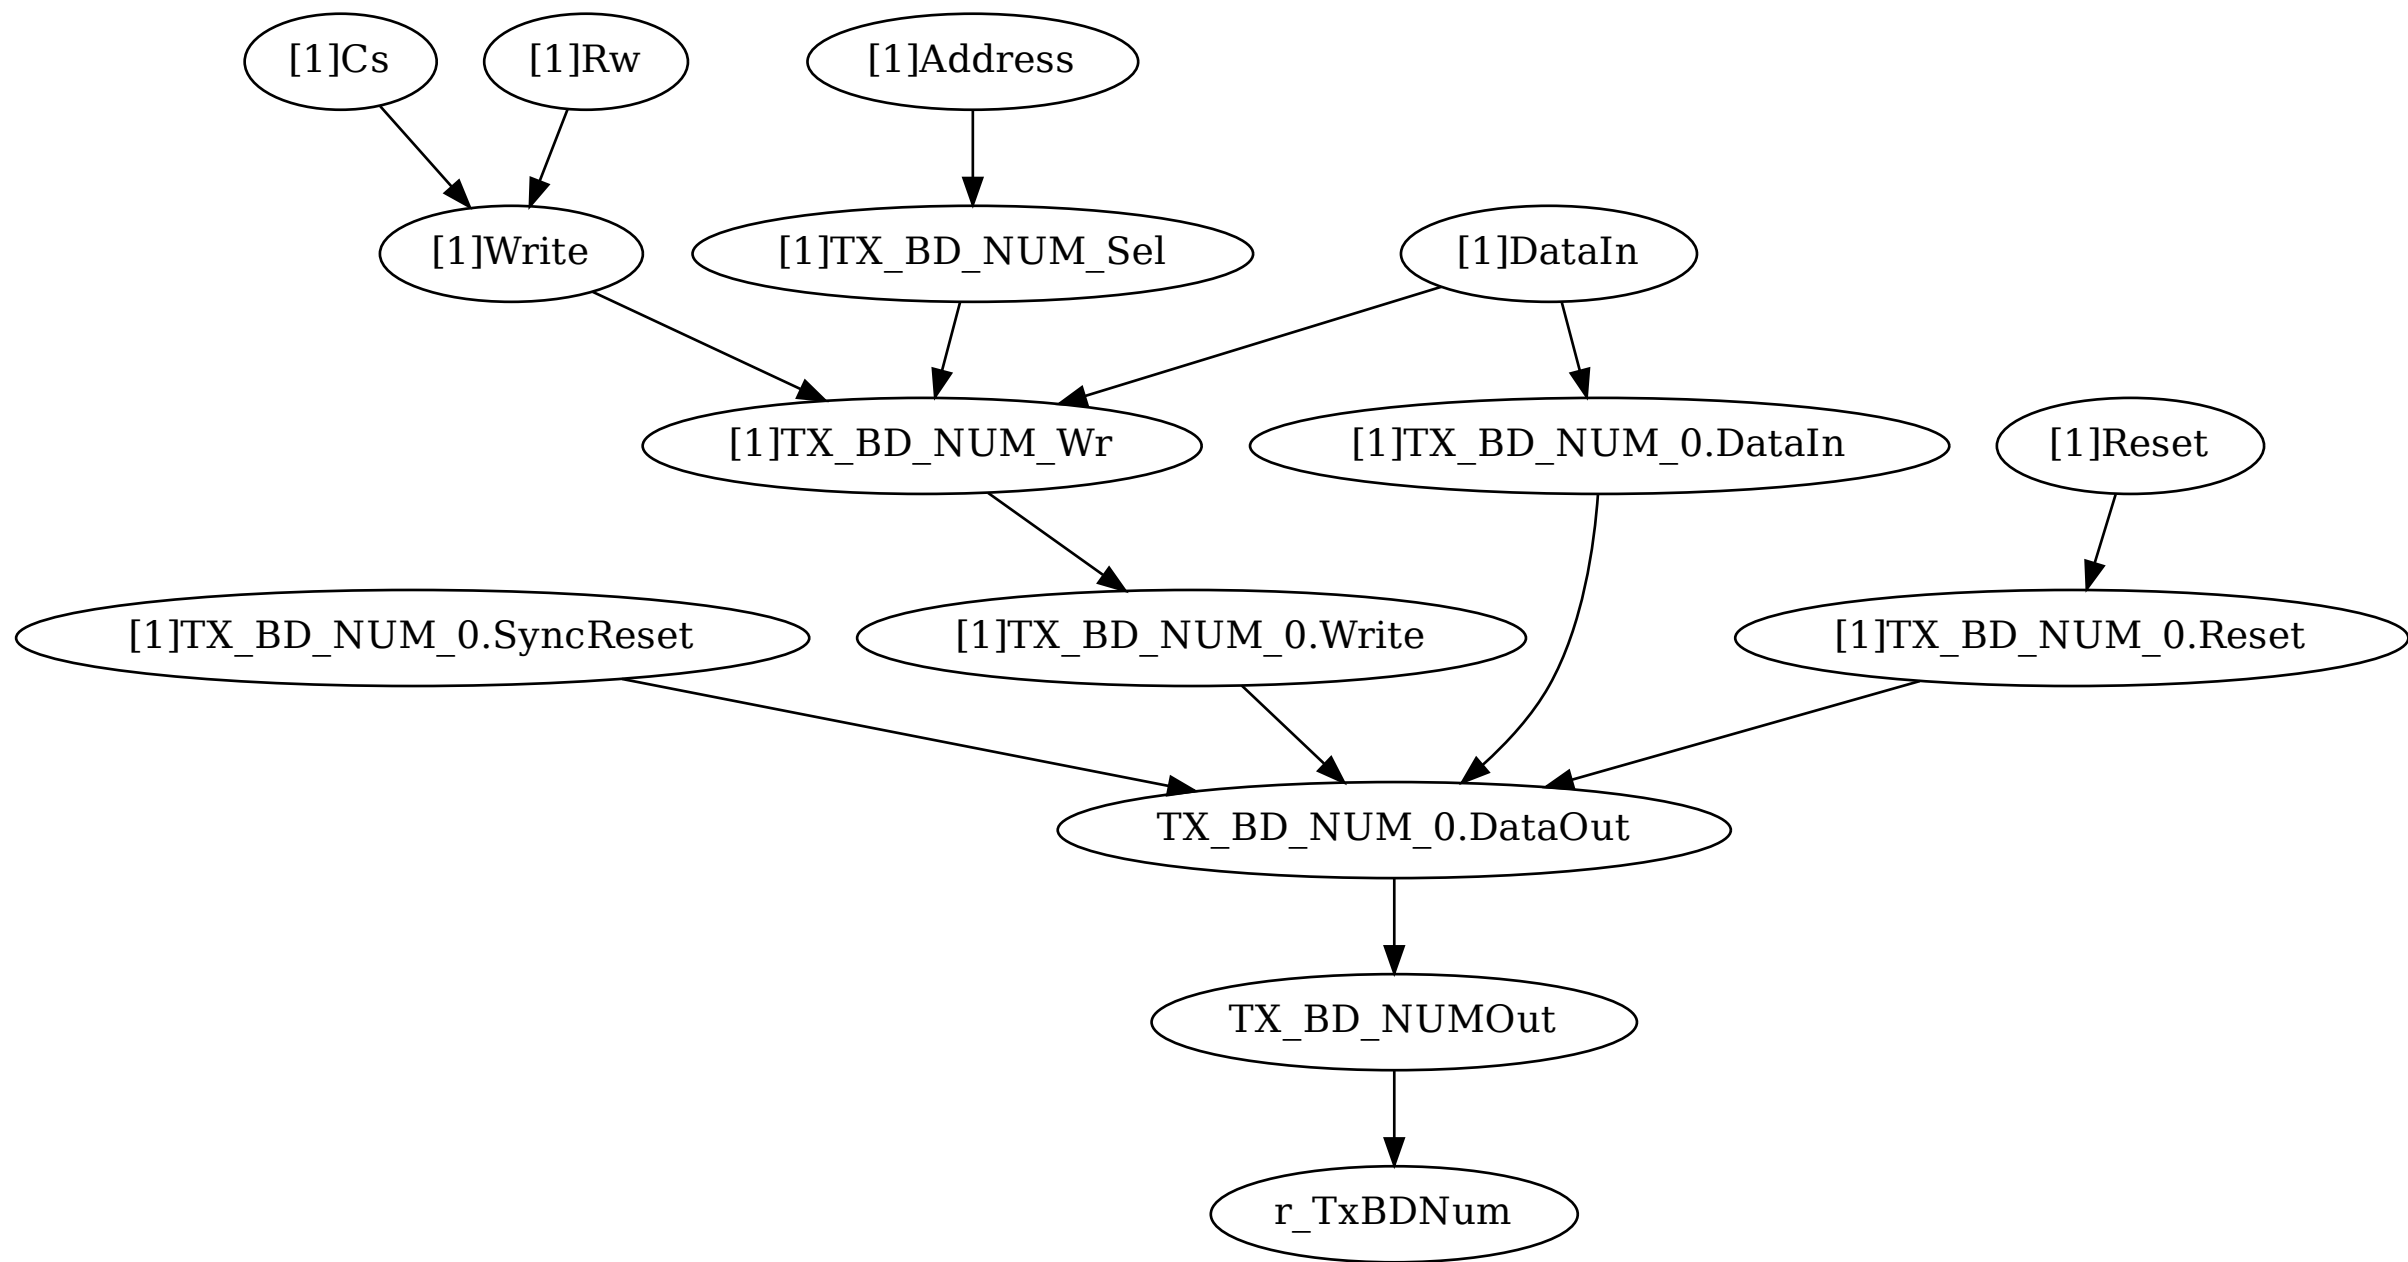 [1]Cs
[1]Rw
[1]Address
[1]Write
[1]TX_BD_NUM_Sel
[1]DataIn
[1]TX_BD_NUM_Wr
[1]TX_BD_NUM_0.DataIn
[1]Reset
[1]TX_BD_NUM_0.SyncReset
[1]TX_BD_NUM_0.Write
[1]TX_BD_NUM_0.Reset
TX_BD_NUM_0.DataOut
TX_BD_NUMOut
r_TxBDNum